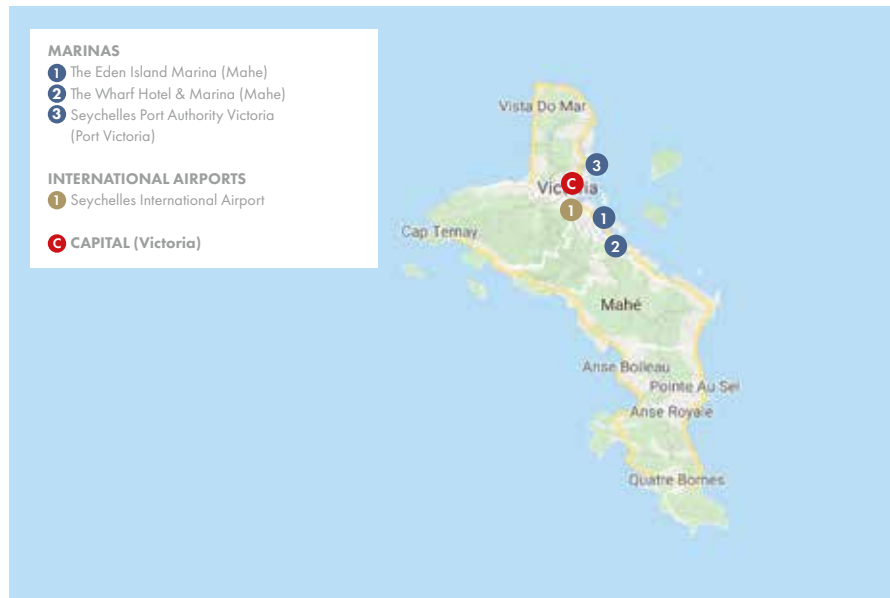 MARINAS
1 The Eden Island Marina (Mahe)
2 The Wharf Hotel & Marina (Mahe)
3 Seychelles Port Authority Victoria
(Port Victoria)
INTERNATIONAL AIRPORTS
1 Seychelles International Airport
C CAPITAL (Victoria)
Vista Do Mar
3
C
Victoria
1
1
Cap Ternay
2
Mahé
Anse Boileau
Pointe Au Sel
Anse Royale
Quatre Bornes